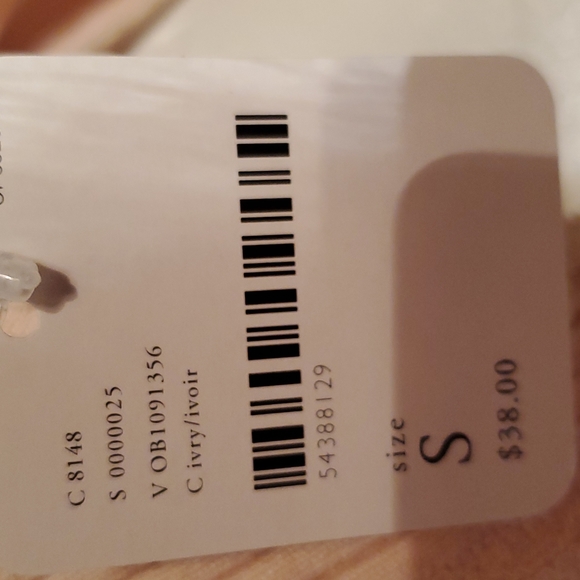 C 8148
S 0000025
V OB1091356
C ivry/ivoir
54388129
size
S
$38.00